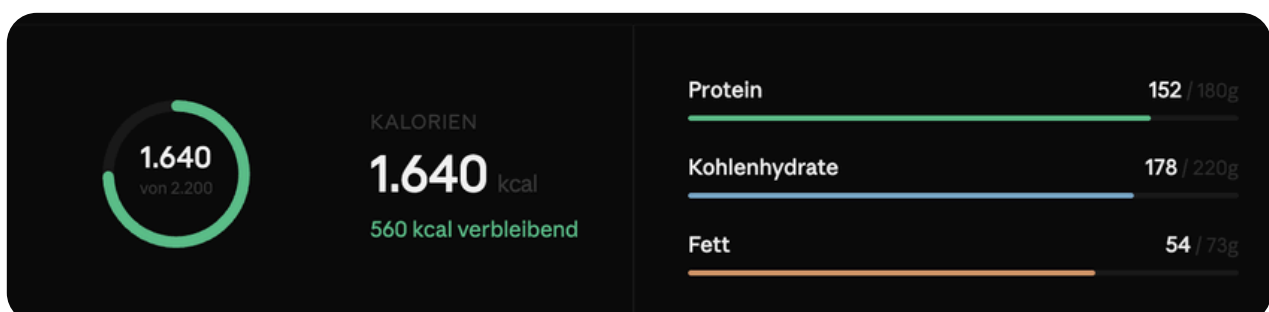 1.640
von 2.200
KALORIEN
1.640 kcal
560 kcal verbleibend
Protein 152 / 180g
Kohlenhydrate 178 / 220g
Fett 54 / 73g